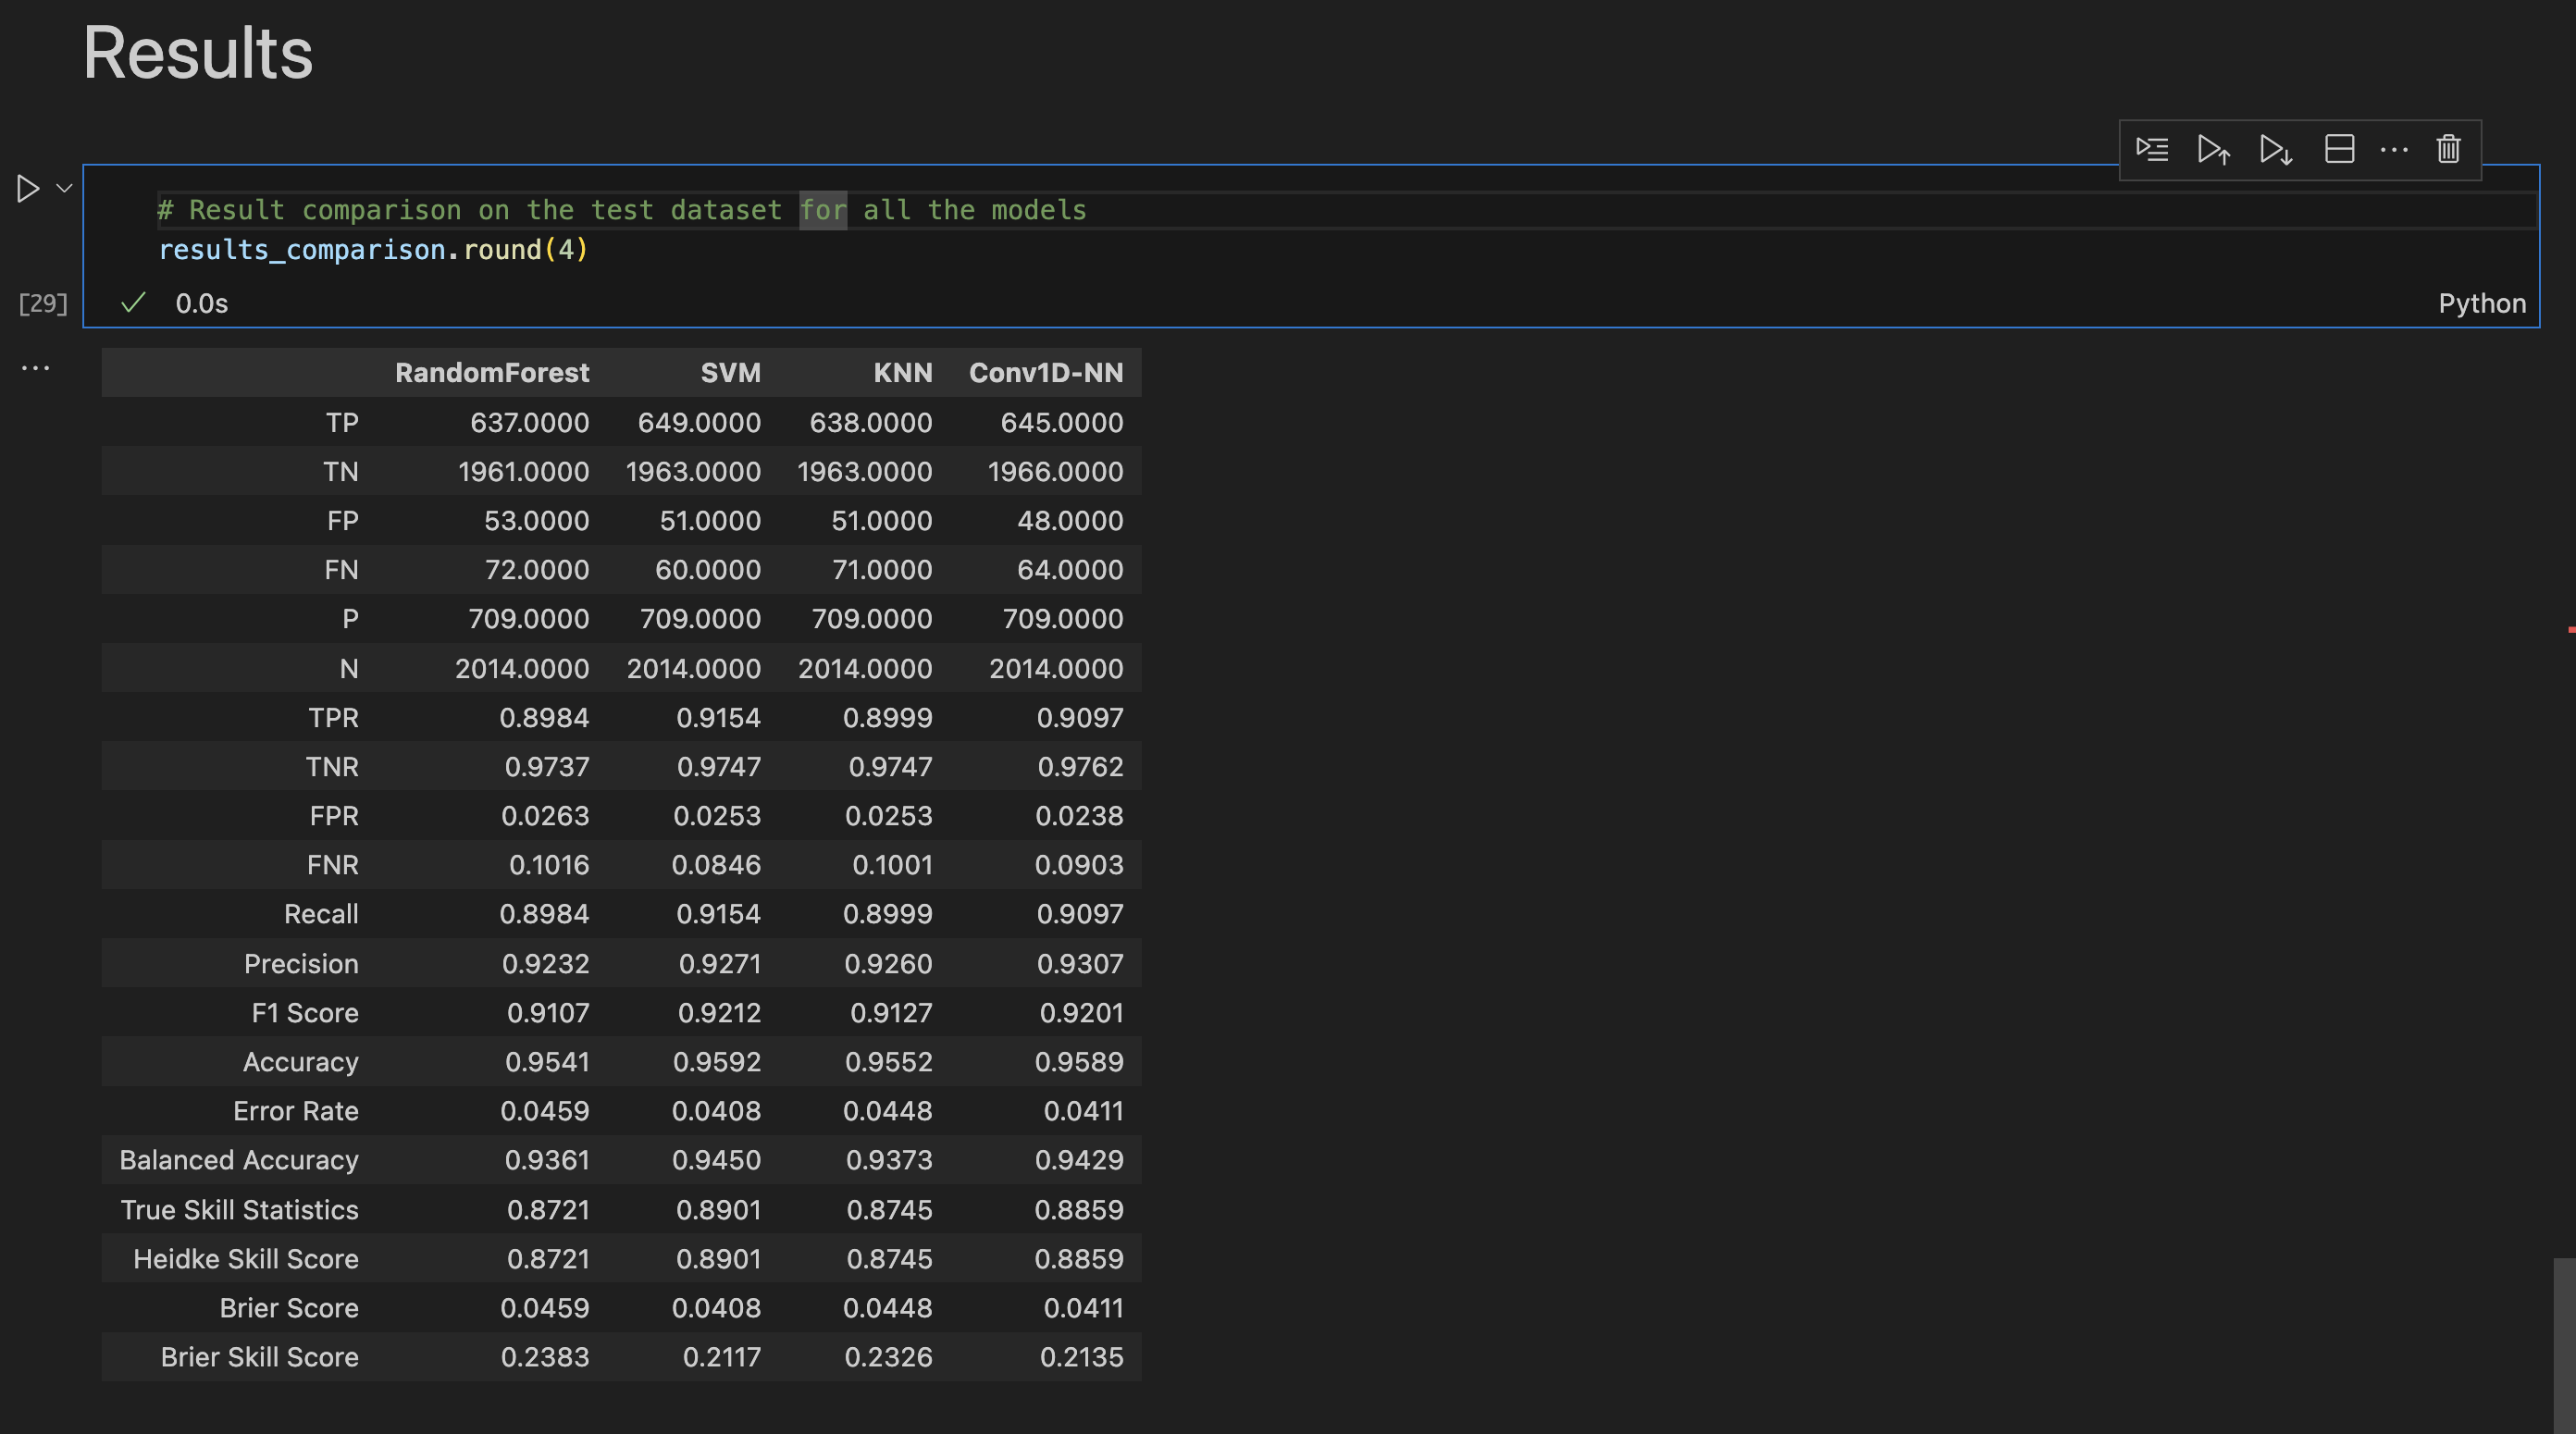 Results
# Result comparison on the test dataset for all the models
results_comparison.round(4)
[29] 0.0s Python
RandomForest SVM KNN Conv1D-NN
TP 637.0000 649.0000 638.0000 645.0000
TN 1961.0000 1963.0000 1963.0000 1966.0000
FP 53.0000 51.0000 51.0000 48.0000
FN 72.0000 60.0000 71.0000 64.0000
P 709.0000 709.0000 709.0000 709.0000
N 2014.0000 2014.0000 2014.0000 2014.0000
TPR 0.8984 0.9154 0.8999 0.9097
TNR 0.9737 0.9747 0.9747 0.9762
FPR 0.0263 0.0253 0.0253 0.0238
FNR 0.1016 0.0846 0.1001 0.0903
Recall 0.8984 0.9154 0.8999 0.9097
Precision 0.9232 0.9271 0.9260 0.9307
F1 Score 0.9107 0.9212 0.9127 0.9201
Accuracy 0.9541 0.9592 0.9552 0.9589
Error Rate 0.0459 0.0408 0.0448 0.0411
Balanced Accuracy 0.9361 0.9450 0.9373 0.9429
True Skill Statistics 0.8721 0.8901 0.8745 0.8859
Heidke Skill Score 0.8721 0.8901 0.8745 0.8859
Brier Score 0.0459 0.0408 0.0448 0.0411
Brier Skill Score 0.2383 0.2117 0.2326 0.2135